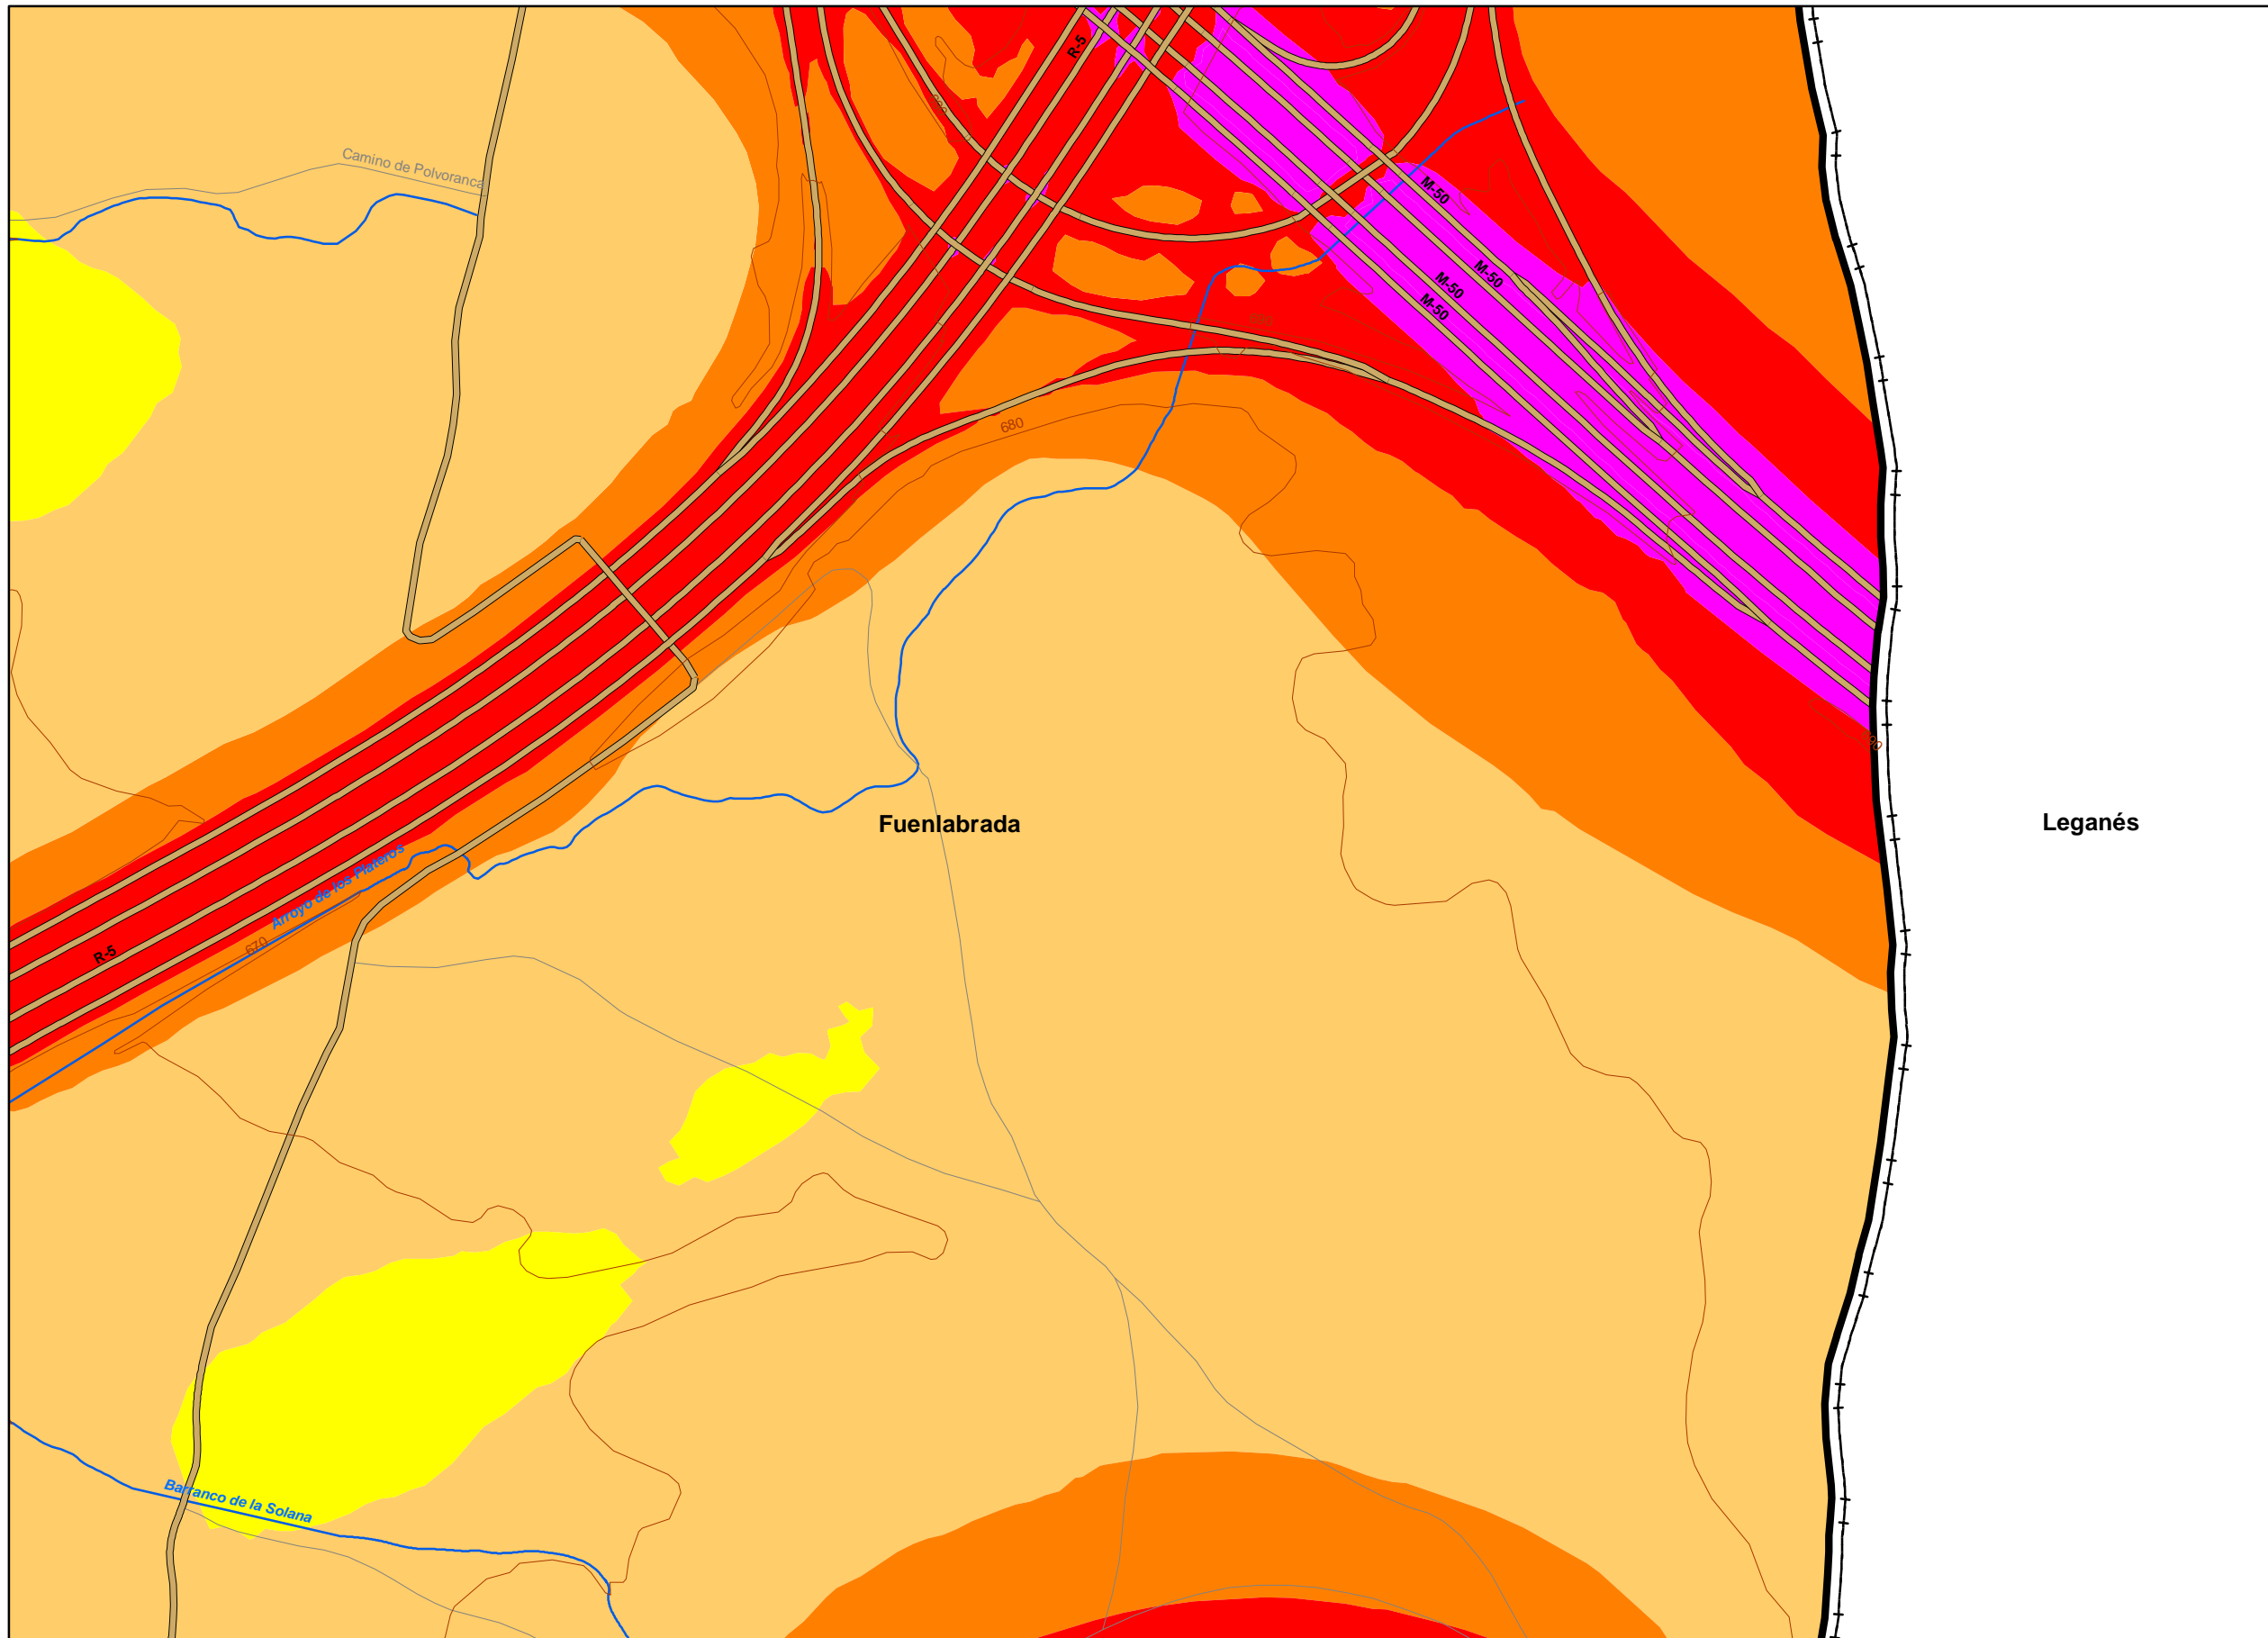 R-5
Camino de Polvoranca
M-50
M-50
M-50
M-50
690
680
Fuenlabrada
Leganés
Arroyo de los Plateros
670
R-5
Barranco de la Solana